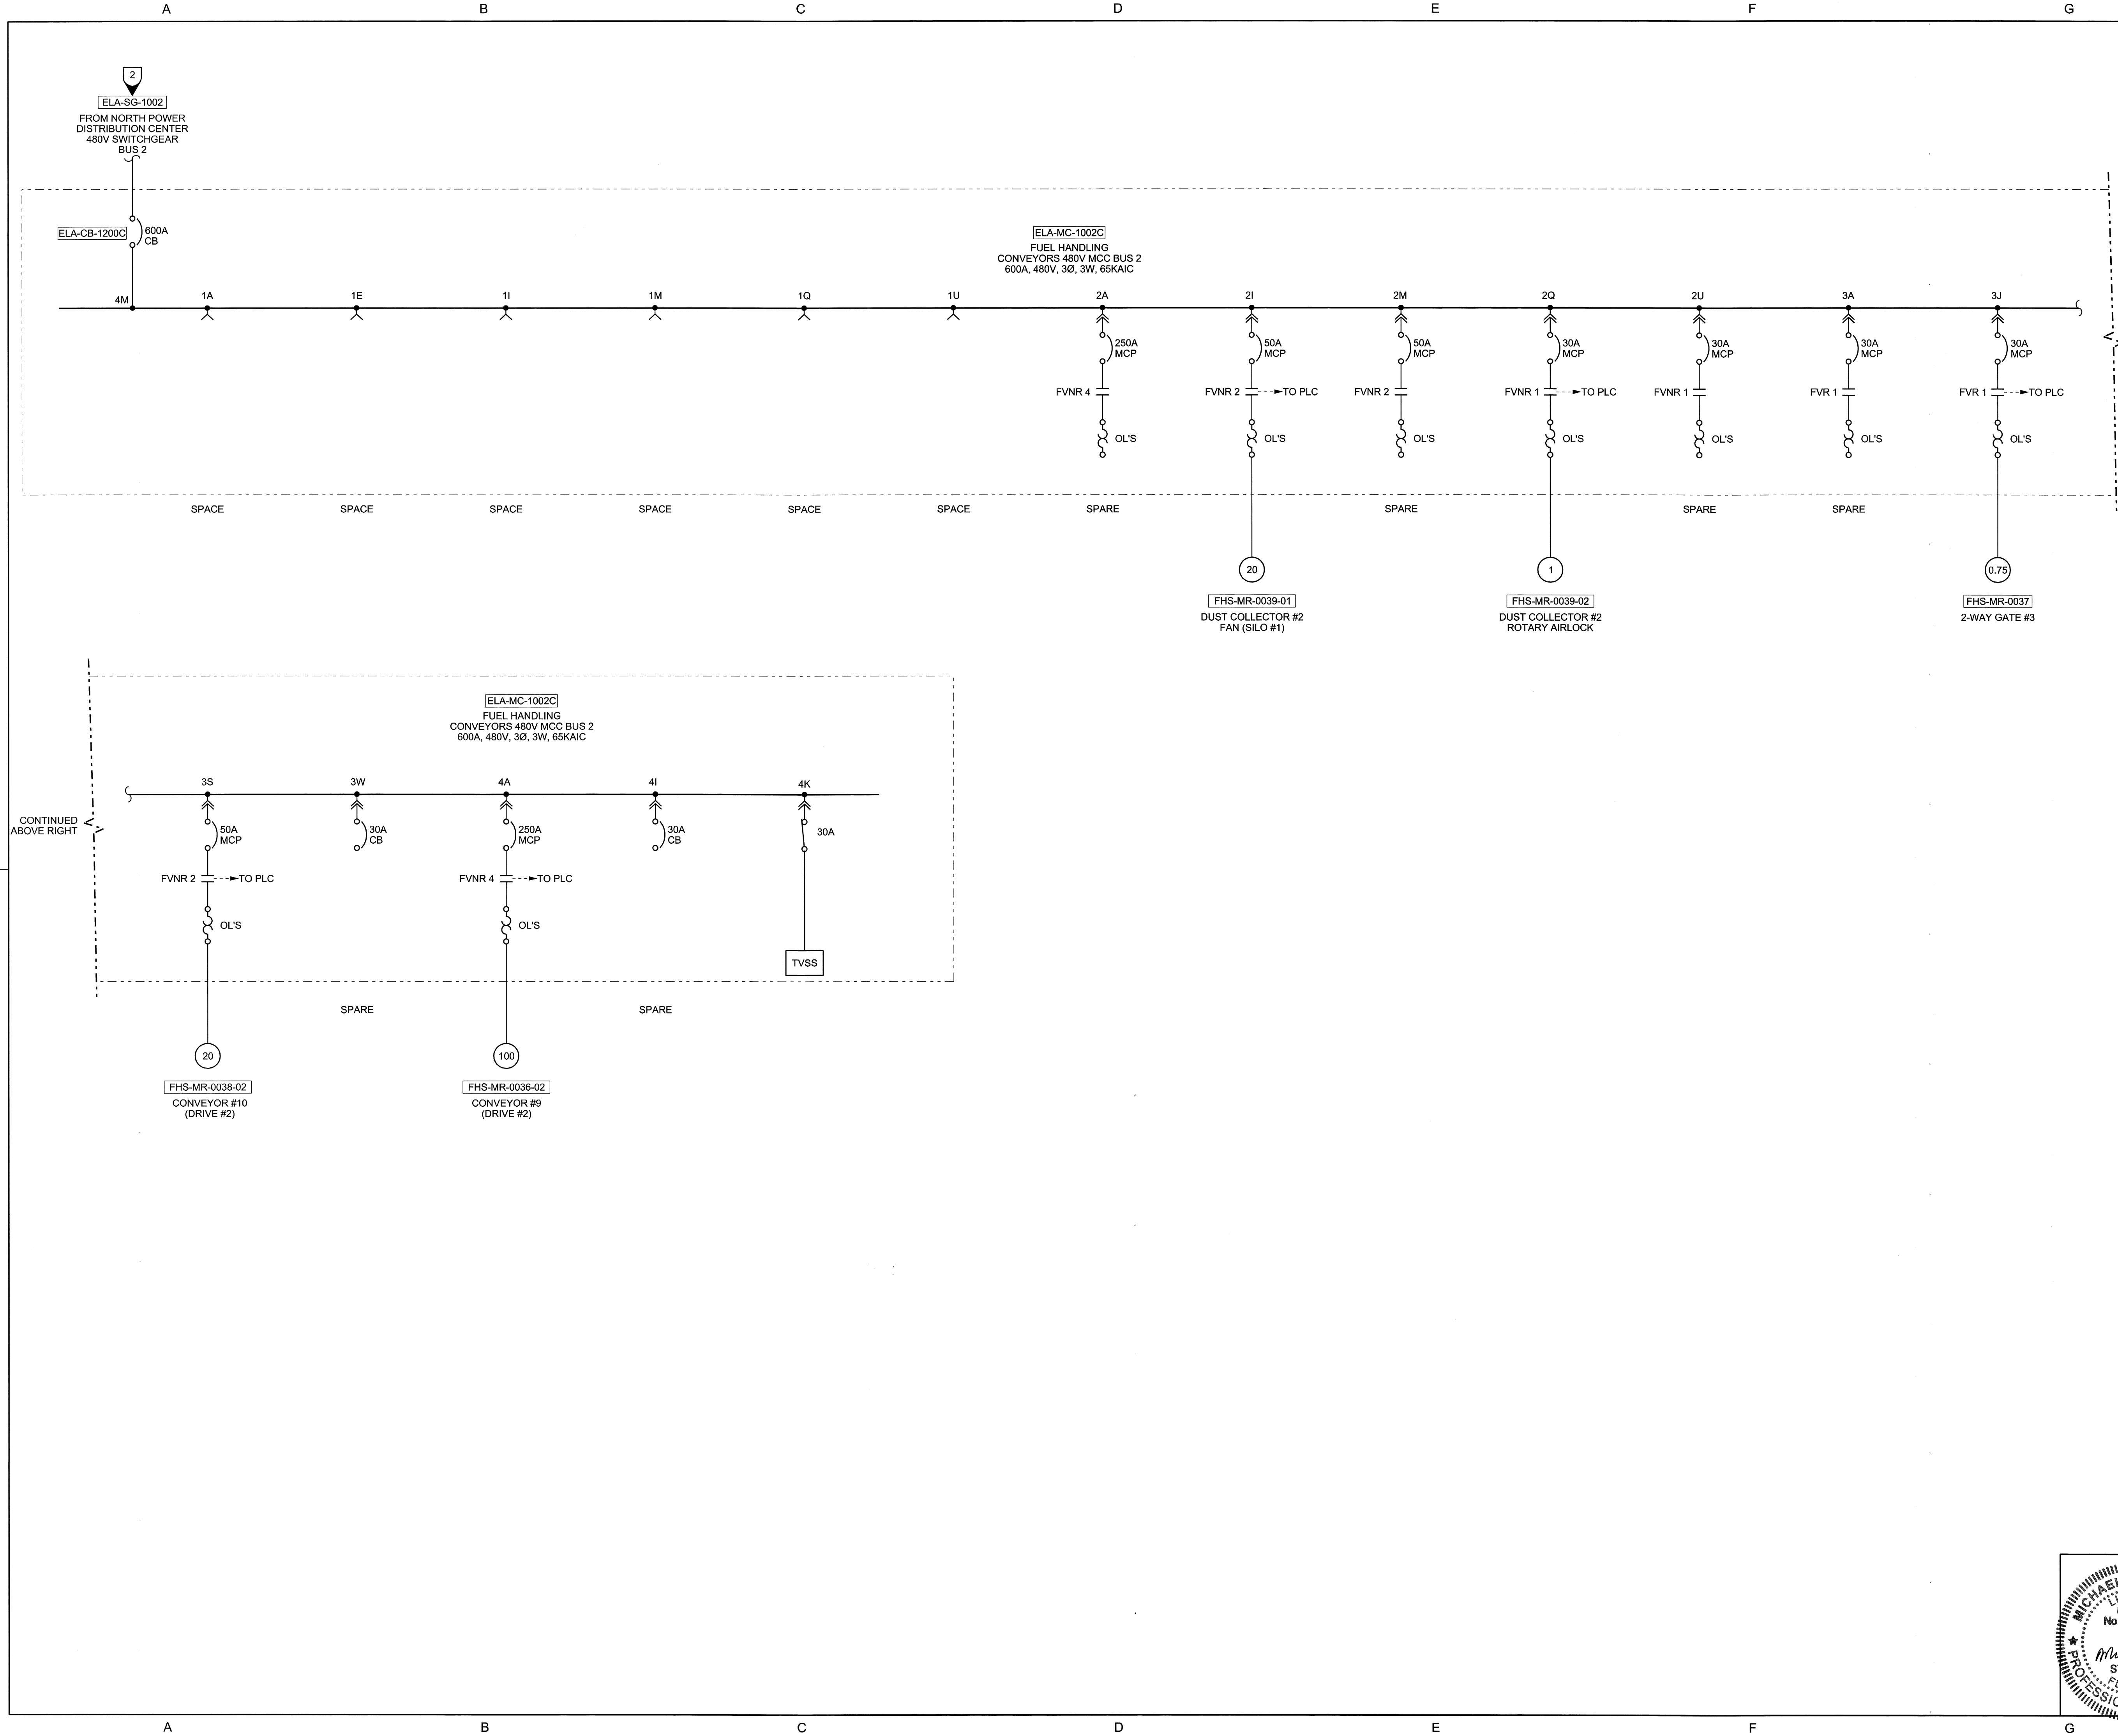 A B C D E F G
2
ELA-SG-1002
FROM NORTH POWER
DISTRIBUTION CENTER
480V SWITCHGEAR
BUS 2
ELA-CB-1200C
600A
CB
ELA-MC-1002C
FUEL HANDLING
CONVEYORS 480V MCC BUS 2
600A, 480V, 3Ø, 3W, 65KAIC
4M 1A 1E 1I 1M 1Q 1U 2A 2I 2M 2Q 2U 3A 3J
250A 50A 50A 30A 30A 30A 30A
MCP MCP MCP MCP MCP MCP MCP
FVNR 4 FVNR 2 TO PLC FVNR 2 FVNR 1 TO PLC FVNR 1 FVR 1 FVR 1 TO PLC
OL'S OL'S OL'S OL'S OL'S OL'S OL'S
SPACE SPACE SPACE SPACE SPACE SPACE SPARE SPARE SPARE SPARE
20 1 0.75
FHS-MR-0039-01 FHS-MR-0039-02 FHS-MR-0037
DUST COLLECTOR #2 DUST COLLECTOR #2 2-WAY GATE #3
FAN (SILO #1) ROTARY AIRLOCK
ELA-MC-1002C
FUEL HANDLING
CONVEYORS 480V MCC BUS 2
600A, 480V, 3Ø, 3W, 65KAIC
3S 3W 4A 4I 4K
CONTINUED
ABOVE RIGHT
50A 30A 250A 30A 30A
MCP CB MCP CB
FVNR 2 TO PLC FVNR 4 TO PLC
OL'S OL'S
TVSS
SPARE SPARE
20 100
FHS-MR-0038-02 FHS-MR-0036-02
CONVEYOR #10 CONVEYOR #9
(DRIVE #2) (DRIVE #2)
MICHAEL
No
PROFESSIO
A B C D E F G